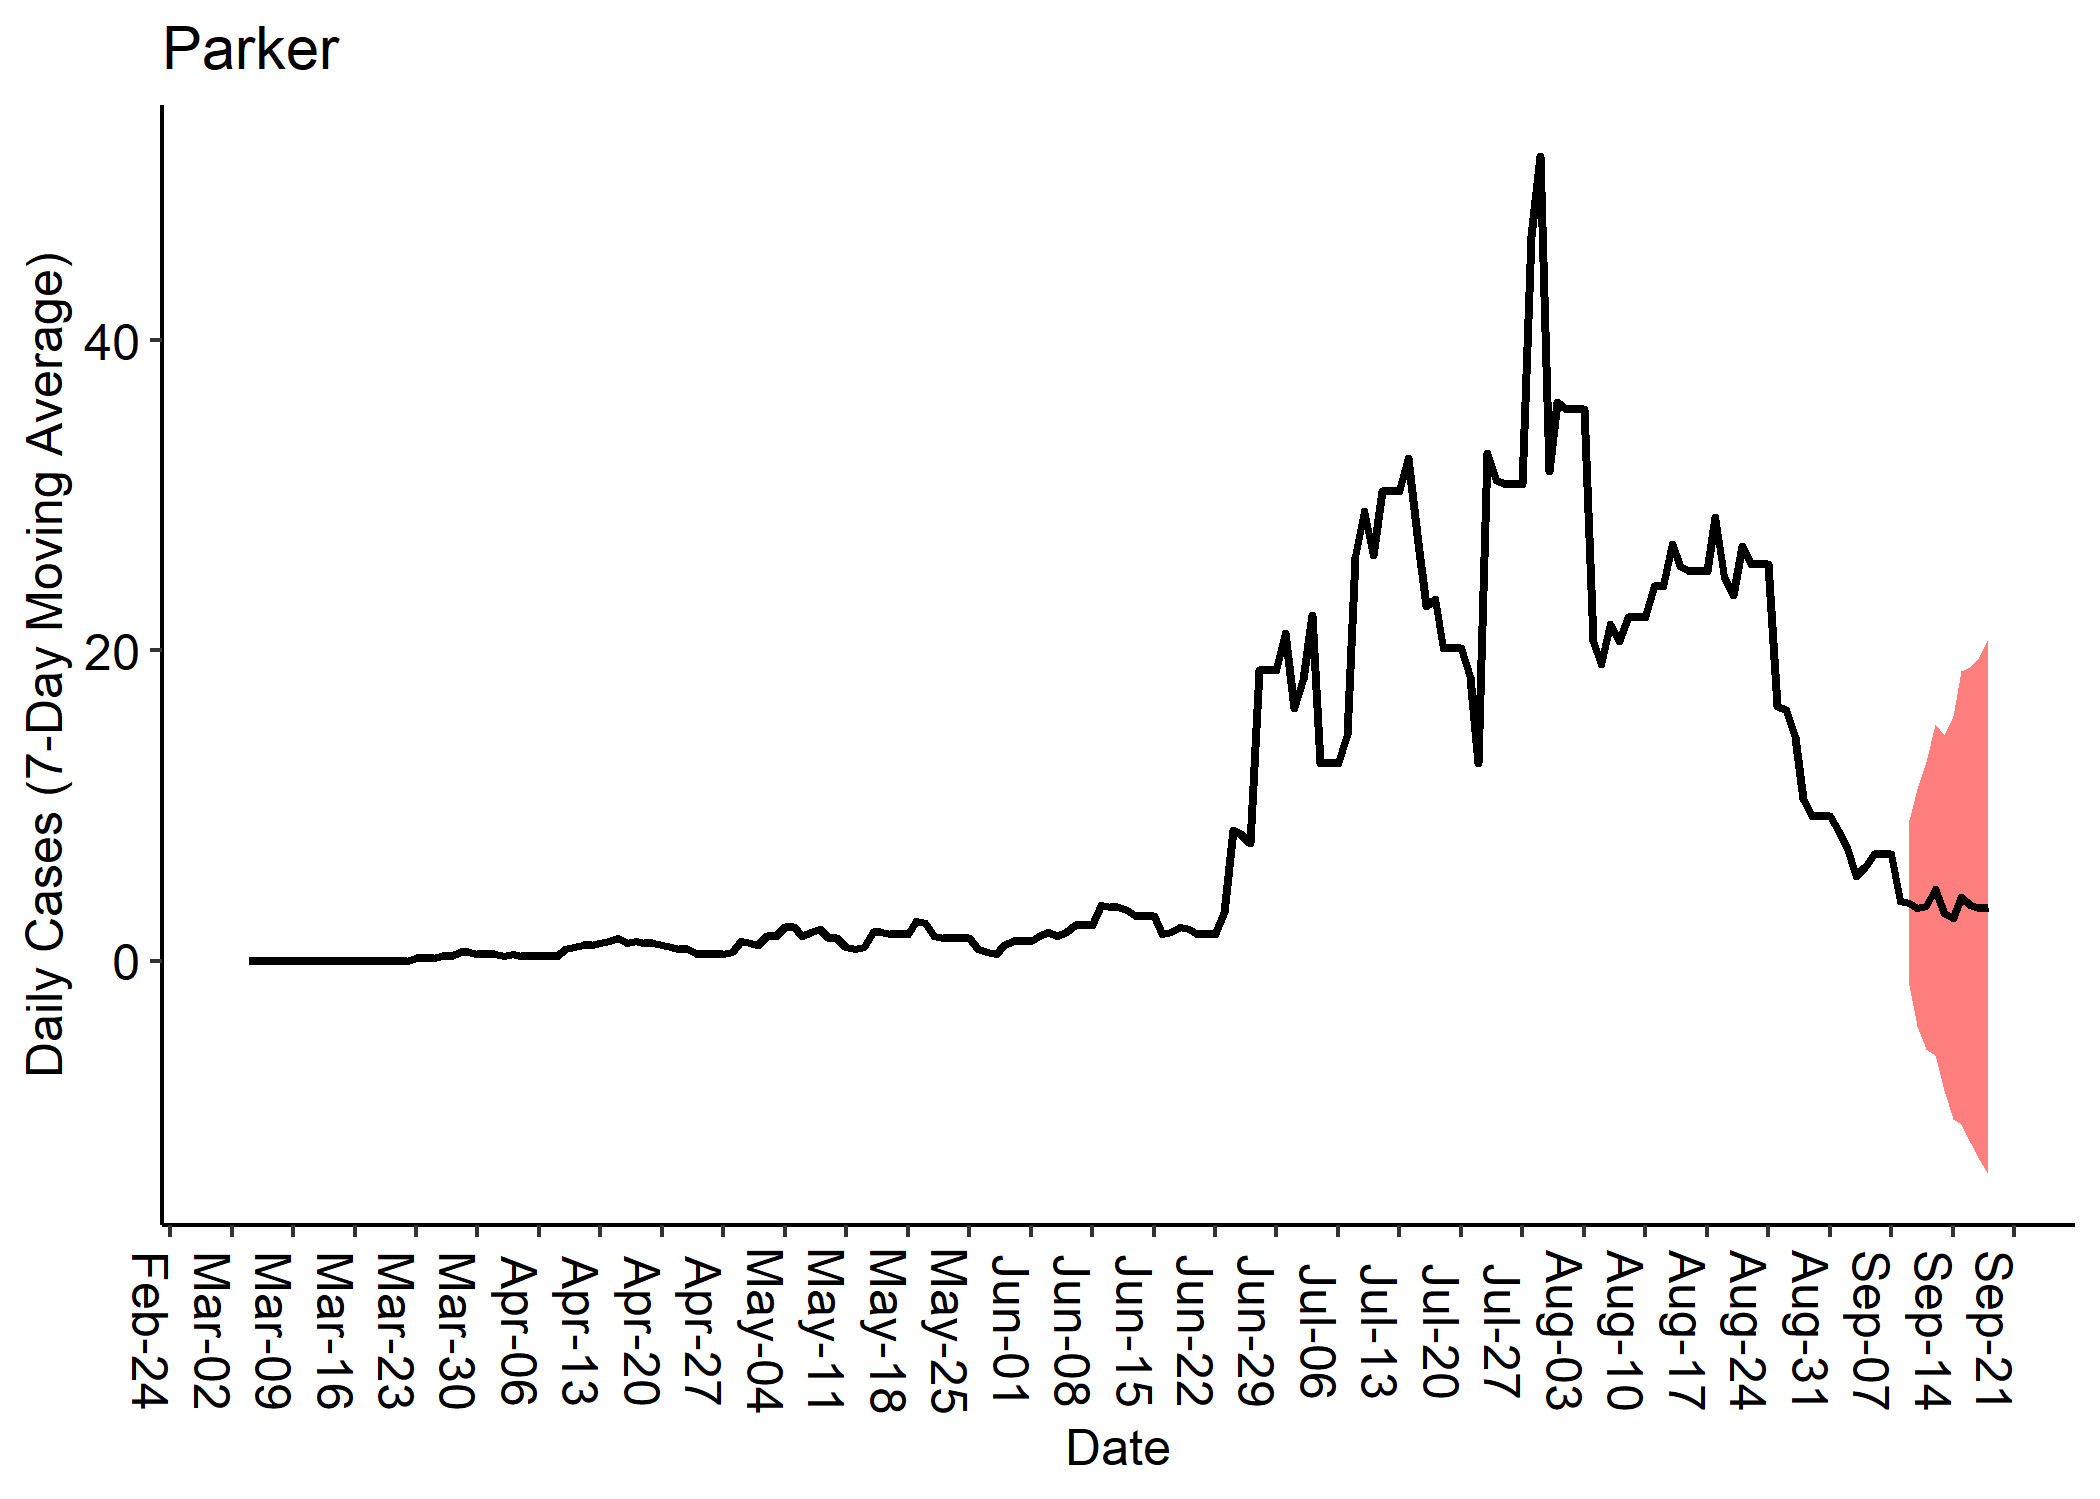 Parker
Daily Cases (7-Day Moving Average)
40
20
0
Feb-24
Mar-02
Mar-09
Mar-16
Mar-23
Mar-30
Apr-06
Apr-13
Apr-20
Apr-27
May-04
May-11
May-18
May-25
Jun-01
Jun-08
Jun-15
Jun-22
Jun-29
Jul-06
Jul-13
Jul-20
Jul-27
Aug-03
Aug-10
Aug-17
Aug-24
Aug-31
Sep-07
Sep-14
Sep-21
Date